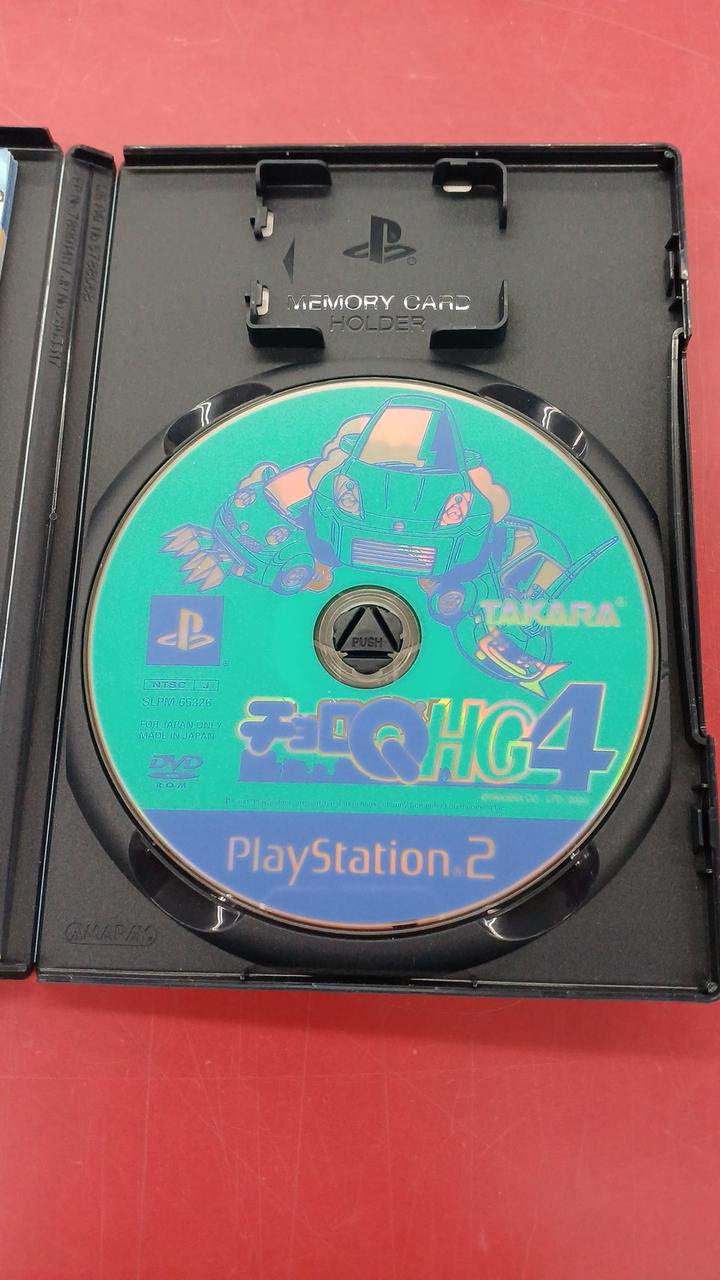 MEMORY CARD
HOLDER
TAKARA
PUSH
NTSC J
SLPM 65326
FOR JAPAN ONLY
MADE IN JAPAN
DVD
ROM
チョロQ HG4
PlayStation®2
AMARAY